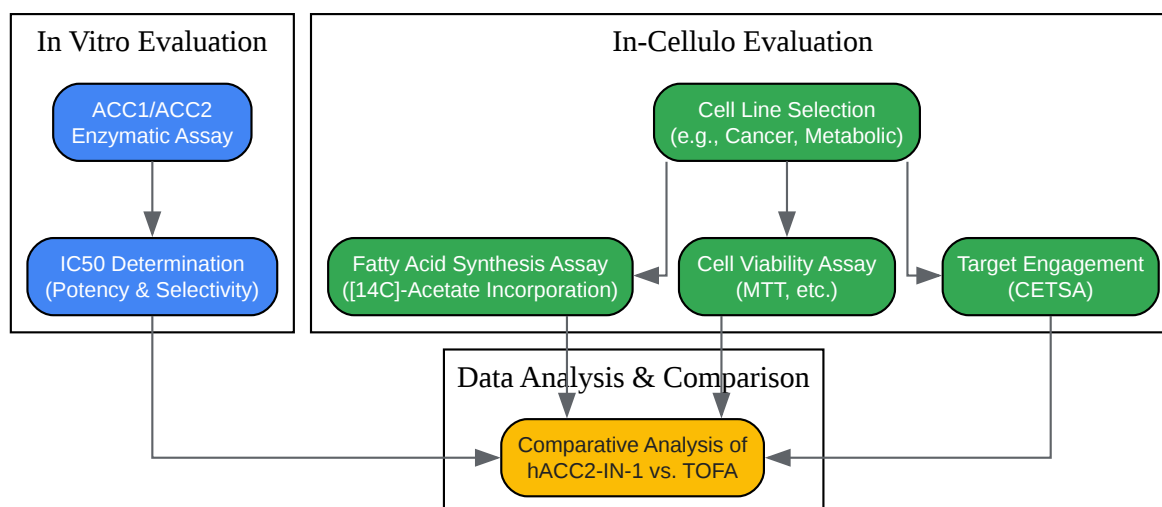 In Vitro Evaluation
ACC1/ACC2
Enzymatic Assay
IC50 Determination
(Potency & Selectivity)
In-Cellulo Evaluation
Cell Line Selection
(e.g., Cancer, Metabolic)
Fatty Acid Synthesis Assay
([14C]-Acetate Incorporation)
Cell Viability Assay
(MTT, etc.)
Target Engagement
(CETSA)
Data Analysis & Comparison
Comparative Analysis of
hACC2-IN-1 vs. TOFA